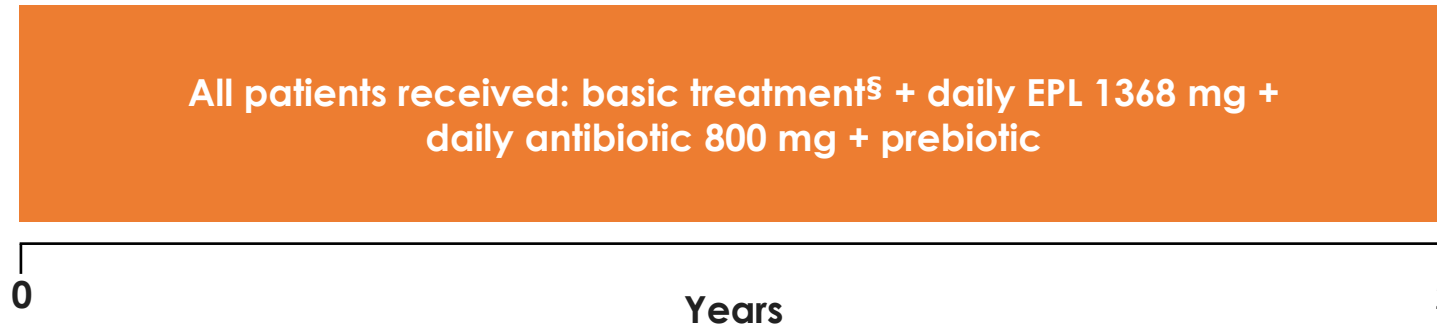 All patients received: basic treatment§ + daily EPL 1368 mg +
daily antibiotic 800 mg + prebiotic
0
Years